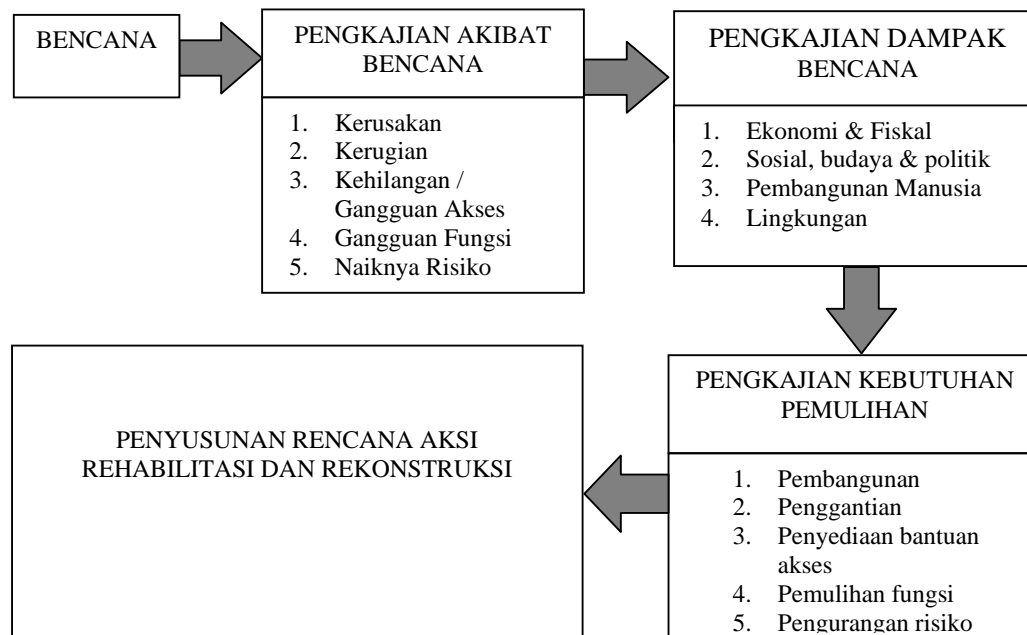 BENCANA
PENGKAJIAN AKIBAT
BENCANA
1. Kerusakan
2. Kerugian
3. Kehilangan /
Gangguan Akses
4. Gangguan Fungsi
5. Naiknya Risiko
PENGKAJIAN DAMPAK
BENCANA
1. Ekonomi & Fiskal
2. Sosial, budaya & politik
3. Pembangunan Manusia
4. Lingkungan
PENGKAJIAN KEBUTUHAN
PEMULIHAN
1. Pembangunan
2. Penggantian
3. Penyediaan bantuan
akses
4. Pemulihan fungsi
5. Pengurangan risiko
PENYUSUNAN RENCANA AKSI
REHABILITASI DAN REKONSTRUKSI